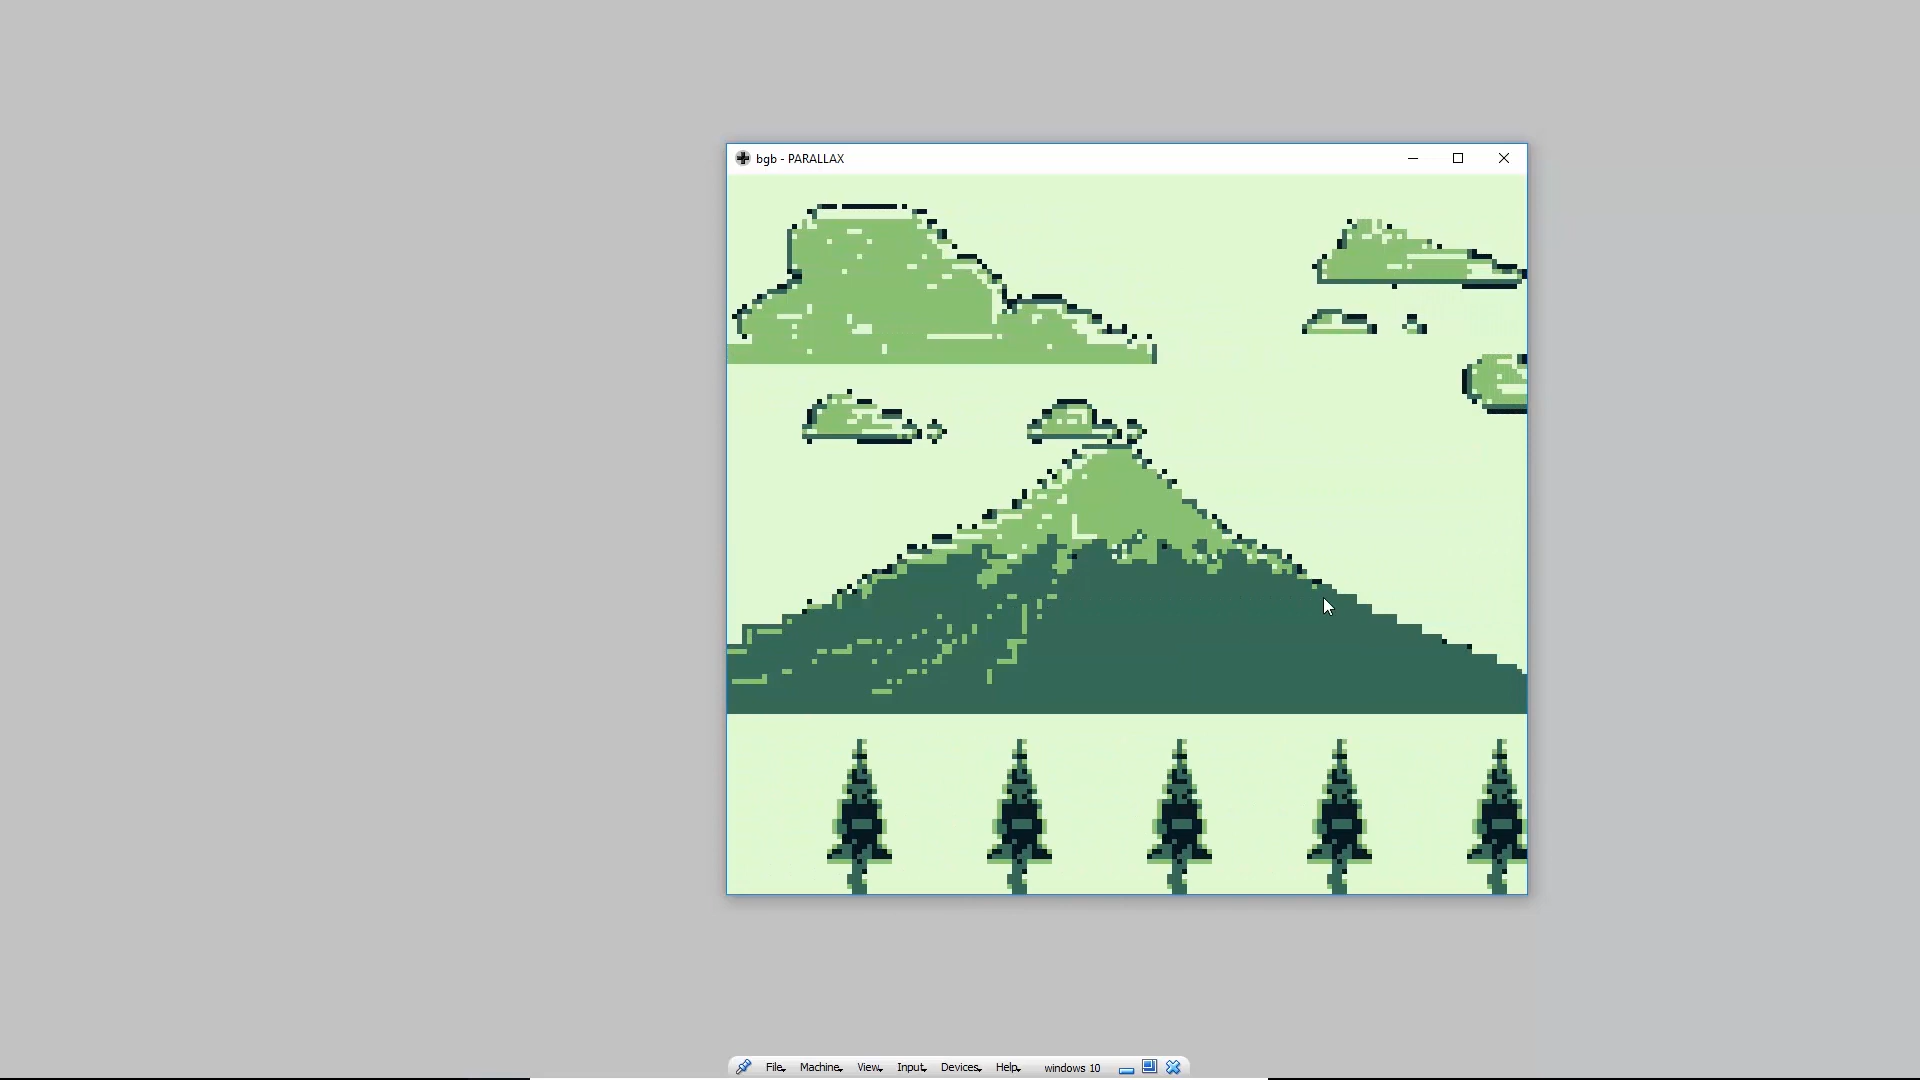 bgb - PARALLAX
File Machine View Input Devices Help windows 10